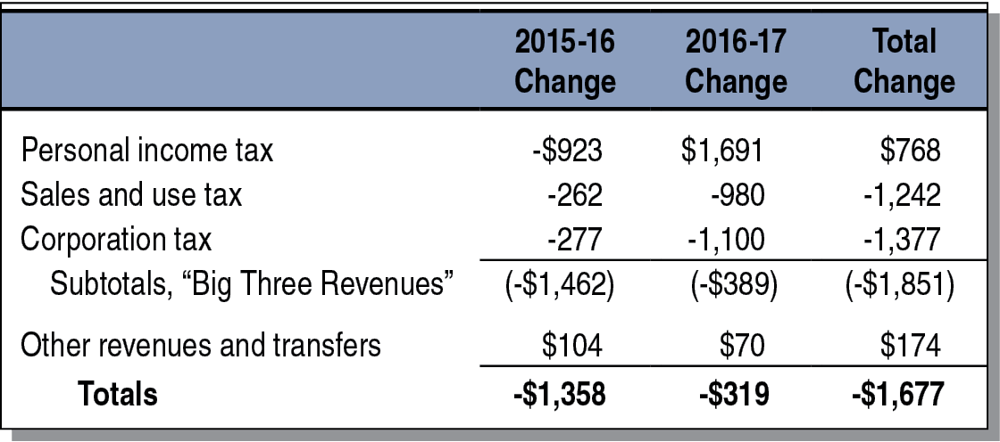 2015-16 2016-17 Total
Change Change Change
Personal income tax -$923 $1,691 $768
Sales and use tax -262 -980 -1,242
Corporation tax -277 -1,100 -1,377
Subtotals, “Big Three Revenues” (-$1,462) (-$389) (-$1,851)
Other revenues and transfers $104 $70 $174
Totals -$1,358 -$319 -$1,677